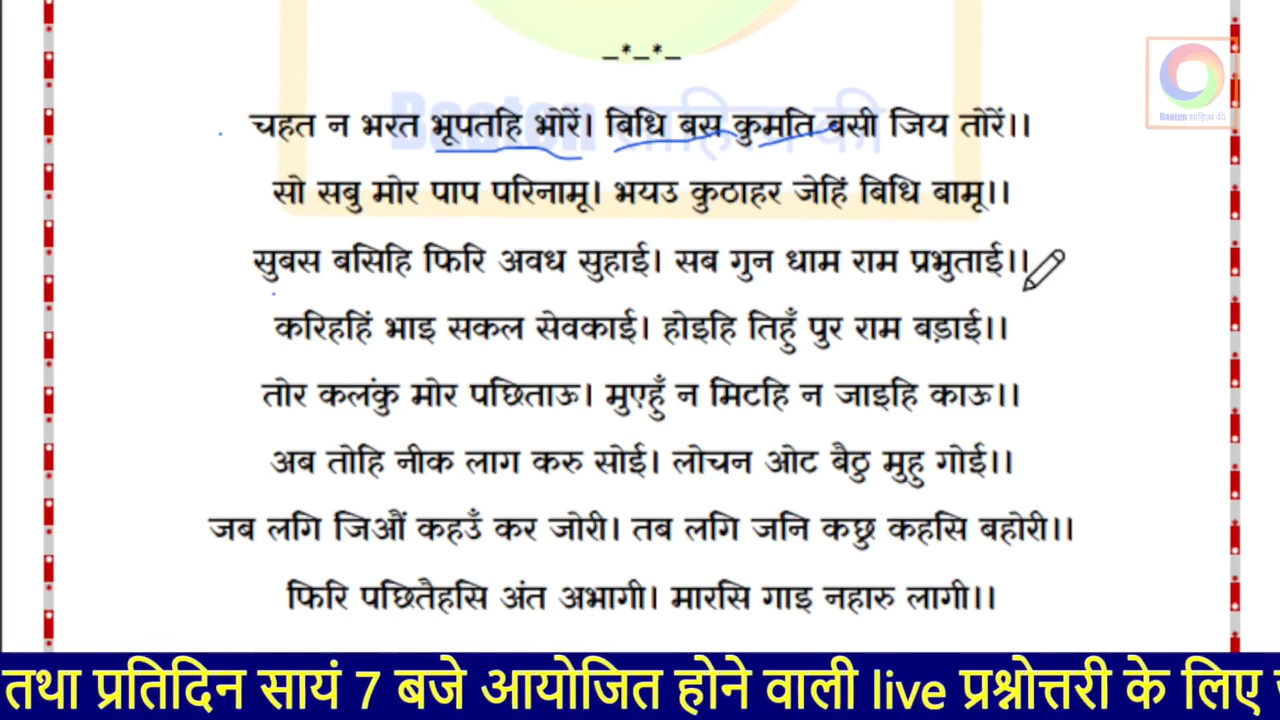 _*_*_
Baaten साहित्य की
Baaten साहित्य की
चहत न भरत भूपतहि भोरें। बिधि बस कुमति बसी जिय तोरें।।
सो सबु मोर पाप परिनामू। भयउ कुठाहर जेहिं बिधि बामू।।
सुबस बसिहि फिरि अवध सुहाई। सब गुन धाम राम प्रभुताई।।
करिहहिं भाइ सकल सेवकाई। होइहि तिहुँ पुर राम बड़ाई।।
तोर कलंकु मोर पछिताऊ। मुएहुँ न मिटहि न जाइहि काऊ।।
अब तोहि नीक लाग करु सोई। लोचन ओट बैठु मुहु गोई।।
जब लगि जिऔं कहउँ कर जोरी। तब लगि जनि कछु कहसि बहोरी।।
फिरि पछितैहसि अंत अभागी। मारसि गाइ नहारु लागी।।
तथा प्रतिदिन सायं 7 बजे आयोजित होने वाली live प्रश्नोत्तरी के लिए